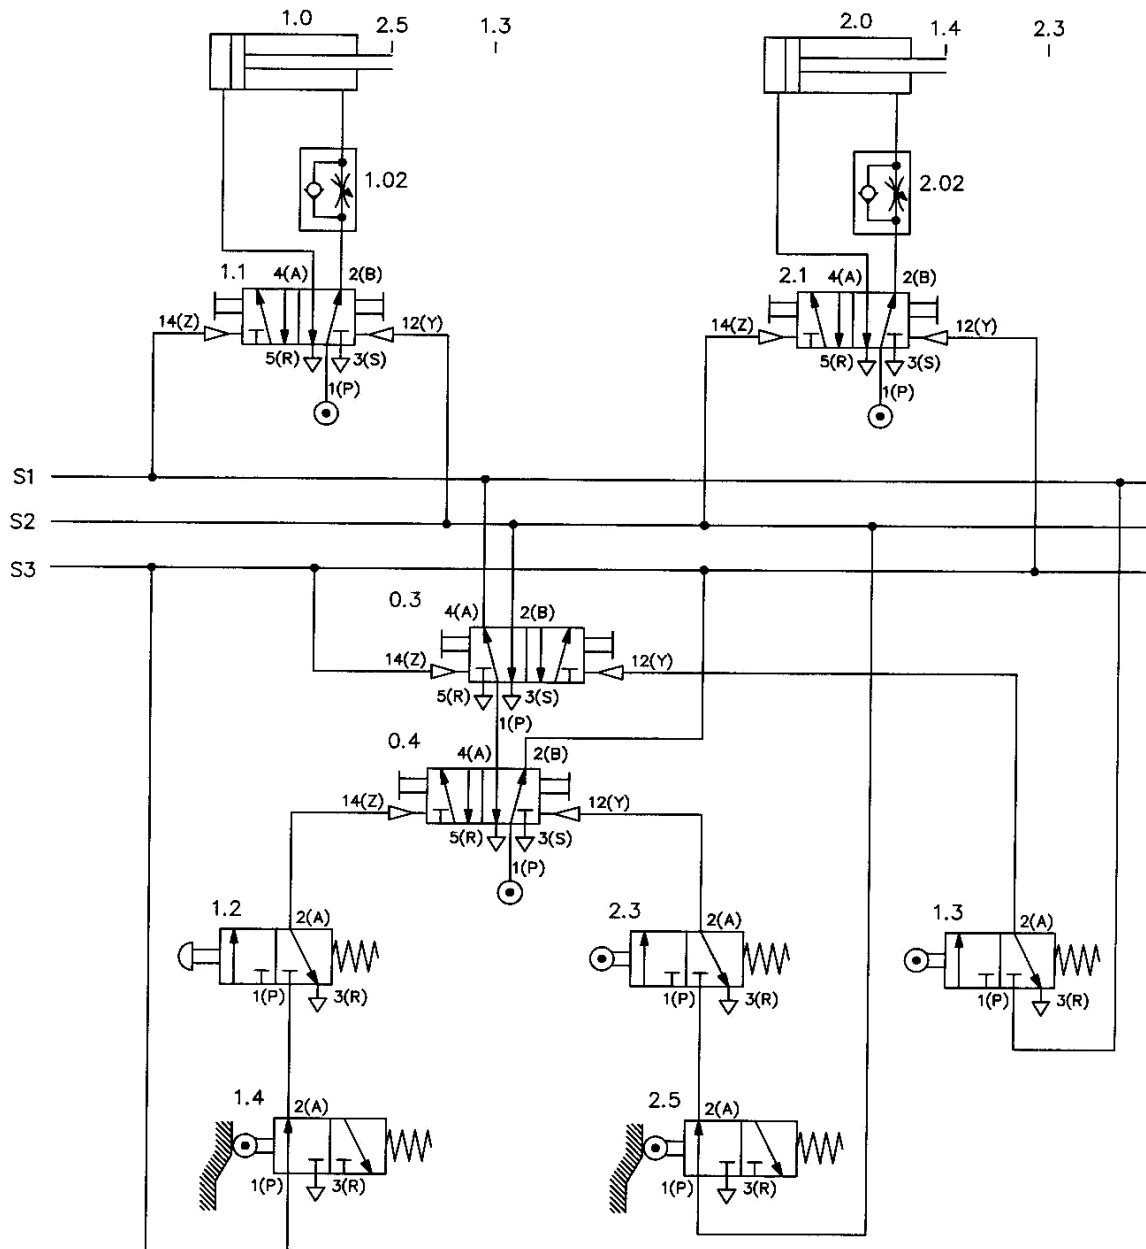 1.0 2.5 1.3 2.0 1.4 2.3
1.02 2.02
1.1 4(A) 2(B) 2.1 4(A) 2(B)
14(Z) 12(Y) 14(Z) 12(Y)
5(R) 3(S) 5(R) 3(S)
1(P) 1(P)
S1
S2
S3
0.3 4(A) 2(B)
14(Z) 12(Y)
5(R) 3(S)
1(P)
0.4 4(A) 2(B)
14(Z) 12(Y)
5(R) 3(S)
1(P)
1.2 2(A) 2.3 2(A) 1.3 2(A)
1(P) 3(R) 1(P) 3(R) 1(P) 3(R)
1.4 2(A) 2.5 2(A)
1(P) 3(R) 1(P) 3(R)